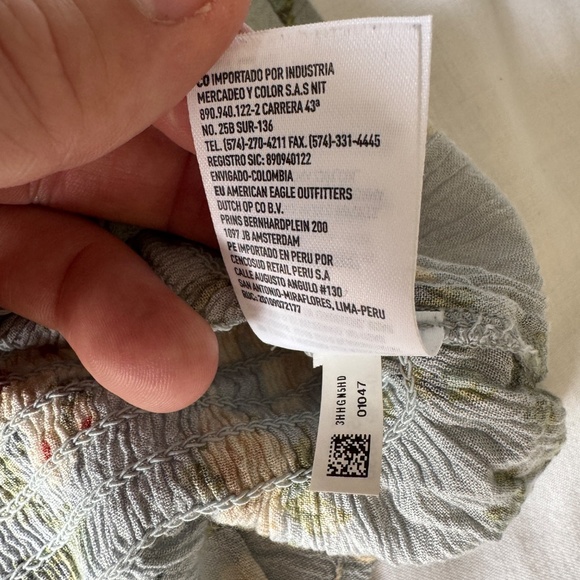 CO IMPORTADO POR INDUSTRIA
MERCADEO Y COLOR S.A.S NIT
890.940.122-2 CARRERA 43ª
NO. 25B SUR-136
TEL. (574)-270-4211 FAX. (574)-331-4445
REGISTRO SIC: 890940122
ENVIGADO-COLOMBIA
EU AMERICAN EAGLE OUTFITTERS
DUTCH OP CO B.V.
PRINS BERNHARDPLEIN 200
1097 JB AMSTERDAM
PE IMPORTADO EN PERU POR
CENCOSUD RETAIL PERU S.A
CALLE AUGUSTO ANGULO #130
SAN ANTONIO-MIRAFLORES, LIMA-PERU
RUC: 20109072177
3HHGN5HD
01047